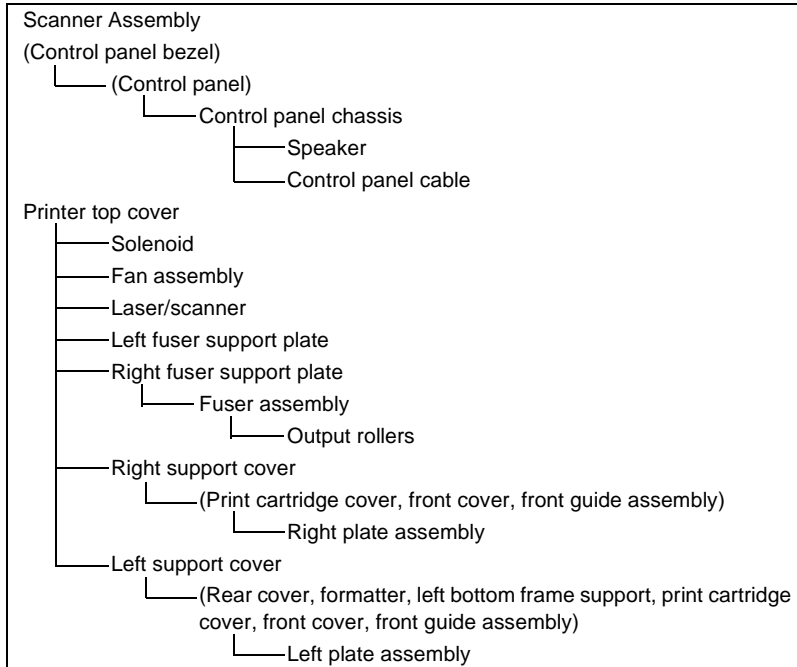 Scanner Assembly
(Control panel bezel)
(Control panel)
Control panel chassis
Speaker
Control panel cable
Printer top cover
Solenoid
Fan assembly
Laser/scanner
Left fuser support plate
Right fuser support plate
Fuser assembly
Output rollers
Right support cover
(Print cartridge cover, front cover, front guide assembly)
Right plate assembly
Left support cover
(Rear cover, formatter, left bottom frame support, print cartridge
cover, front cover, front guide assembly)
Left plate assembly